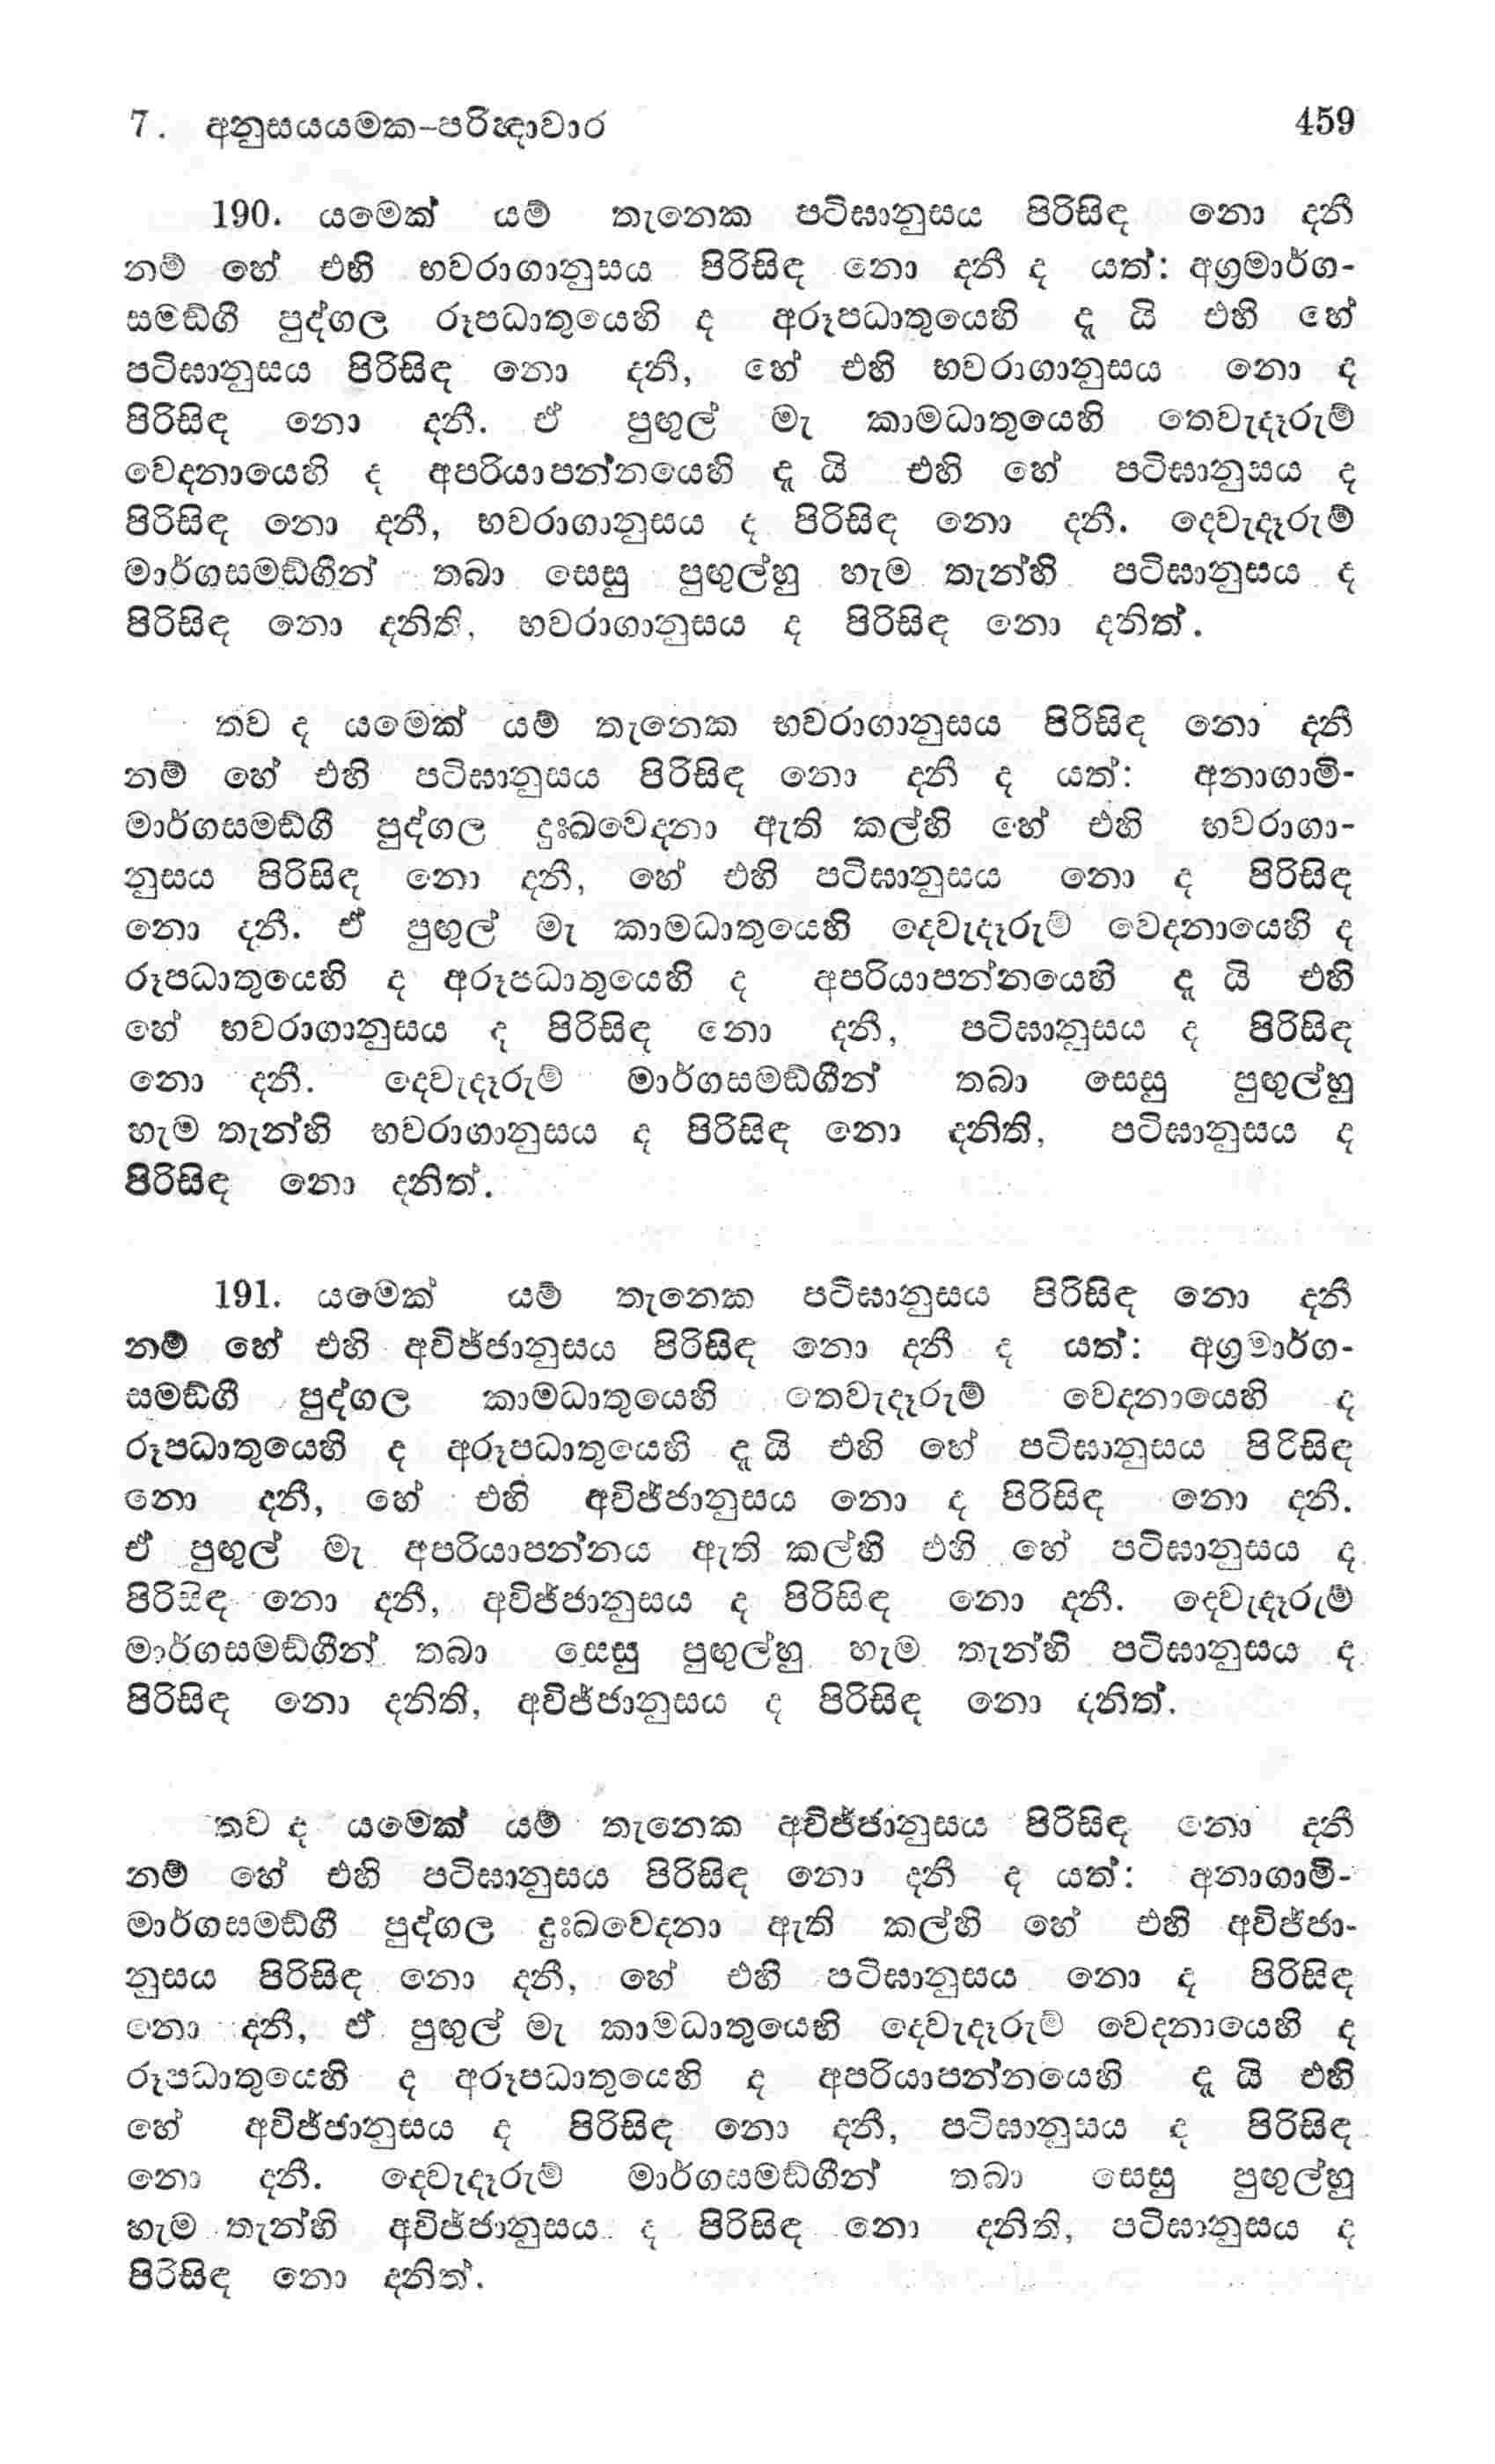 7. අනුසයයමක-පරිඤාවාර 459
190. යමෙක් යම් තැනෙක පටිඝානුසය පිරිසිඳ නො දනී
නම් හේ එහි භවරාගානුසය පිරිසිඳ නො දනී ද යත්: අග්‍රමාර්ග-
සමඞ්ගී පුද්ගල රූපධාතුයෙහි ද අරූපධාතුයෙහි දැ යි එහි හේ
පටිඝානුසය පිරිසිඳ නො දනී, හේ එහි භවරාගානුසය නො ද
පිරිසිඳ නො දනී. ඒ පුඟුල් මැ කාමධාතුයෙහි තෙවැදෑරුම්
වෙදනායෙහි ද අපරියාපන්නයෙහි දැ යි එහි හේ පටිඝානුසය ද
පිරිසිඳ නො දනී, භවරාගානුසය ද පිරිසිඳ නො දනී. දෙවැදෑරුම්
මාර්ගසමඞ්ගීන් තබා සෙසු පුඟුල්හු හැම තැන්හි පටිඝානුසය ද
පිරිසිඳ නො දනිති, භවරාගානුසය ද පිරිසිඳ නො දනිත්.
තව ද යමෙක් යම් තැනෙක භවරාගානුසය පිරිසිඳ නො දනී
නම් හේ එහි පටිඝානුසය පිරිසිඳ නො දනී ද යත්: අනාගාමි-
මාර්ගසමඞ්ගී පුද්ගල දුඃඛවෙදනා ඇති කල්හි හේ එහි භවරාගා-
නුසය පිරිසිඳ නො දනී, හේ එහි පටිඝානුසය නො ද පිරිසිඳ
නො දනී. ඒ පුඟුල් මැ කාමධාතුයෙහි දෙවැදෑරුම් වෙදනායෙහි ද
රූපධාතුයෙහි ද අරූපධාතුයෙහි ද අපරියාපන්නයෙහි දැ යි එහි
හේ භවරාගානුසය ද පිරිසිඳ නො දනී, පටිඝානුසය ද පිරිසිඳ
නො දනී. දෙවැදෑරුම් මාර්ගසමඞ්ගීන් තබා සෙසු පුඟුල්හු
හැම තැන්හි භවරාගානුසය ද පිරිසිඳ නො දනිති, පටිඝානුසය ද
පිරිසිඳ නො දනිත්.
191. යමෙක් යම් තැනෙක පටිඝානුසය පිරිසිඳ නො දනී
නම් හේ එහි අවිජ්ජානුසය පිරිසිඳ නො දනී ද යත්: අග්‍රමාර්ග-
සමඞ්ගී පුද්ගල කාමධාතුයෙහි තෙවැදෑරුම් වෙදනායෙහි ද
රූපධාතුයෙහි ද අරූපධාතුයෙහි දැ යි එහි හේ පටිඝානුසය පිරිසිඳ
නො දනී, හේ එහි අවිජ්ජානුසය නො ද පිරිසිඳ නො දනී.
ඒ පුඟුල් මැ අපරියාපන්නය ඇති කල්හි එහි හේ පටිඝානුසය ද
පිරිසිඳ නො දනී, අවිජ්ජානුසය ද පිරිසිඳ නො දනී. දෙවැදෑරුම්
මාර්ගසමඞ්ගීන් තබා සෙසු පුඟුල්හු හැම තැන්හි පටිඝානුසය ද
පිරිසිඳ නො දනිති, අවිජ්ජානුසය ද පිරිසිඳ නො දනිත්.
තව ද යමෙක් යම් තැනෙක අවිජ්ජානුසය පිරිසිඳ නො දනී
නම් හේ එහි පටිඝානුසය පිරිසිඳ නො දනී ද යත්: අනාගාමි-
මාර්ගසමඞ්ගී පුද්ගල දුඃඛවෙදනා ඇති කල්හි හේ එහි අවිජ්ජා-
නුසය පිරිසිඳ නො දනී, හේ එහි පටිඝානුසය නො ද පිරිසිඳ
නො දනී, ඒ පුඟුල් මැ කාමධාතුයෙහි දෙවැදෑරුම් වෙදනායෙහි ද
රූපධාතුයෙහි ද අරූපධාතුයෙහි ද අපරියාපන්නයෙහි දැ යි එහි
හේ අවිජ්ජානුසය ද පිරිසිඳ නො දනී, පටිඝානුසය ද පිරිසිඳ
නො දනී. දෙවැදෑරුම් මාර්ගසමඞ්ගීන් තබා සෙසු පුඟුල්හු
හැම තැන්හි අවිජ්ජානුසය ද පිරිසිඳ නො දනිති, පටිඝානුසය ද
පිරිසිඳ නො දනිත්.